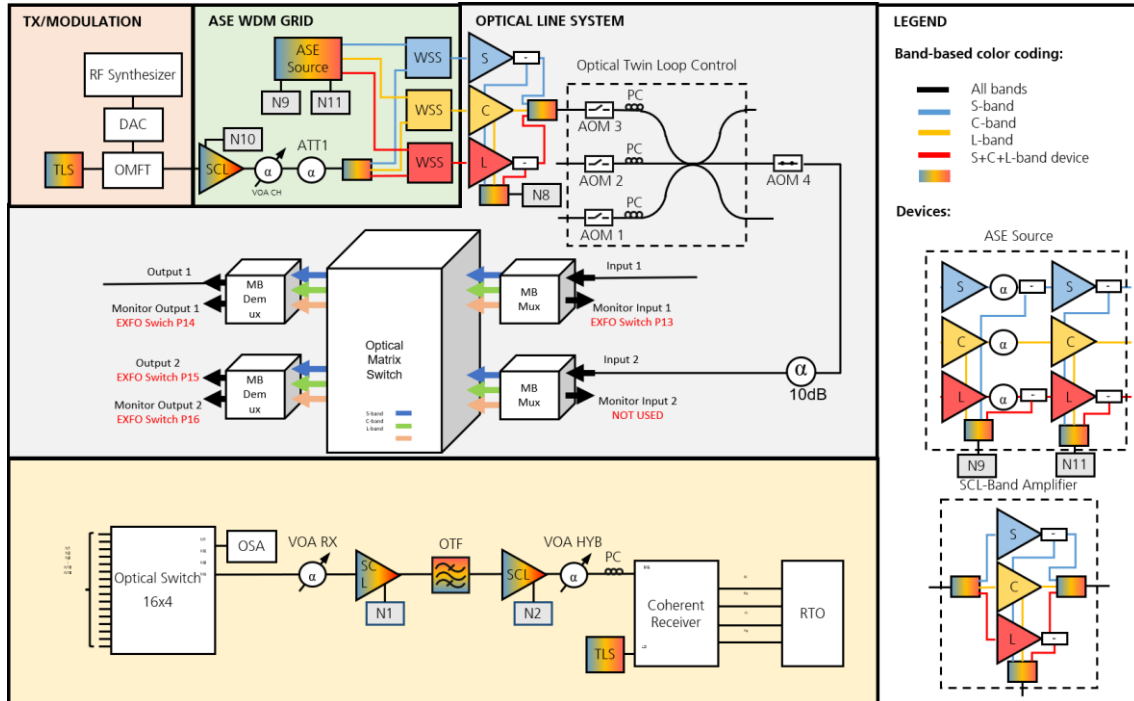 TX/MODULATION
RF Synthesizer
DAC
TLS
OMFT
ASE WDM GRID
ASE
Source
N9
N11
WSS
WSS
WSS
N10
SCL
VOA CH
α
ATT1
α
OPTICAL LINE SYSTEM
S
-
C
L
-
N8
Optical Twin Loop Control
PC
AOM 3
PC
AOM 2
PC
AOM 1
AOM 4
Output 1
Monitor Output 1
EXFO Swich P14
MB
Dem
ux
Output 2
EXFO Switch P15
Monitor Output 2
EXFO Switch P16
MB
Dem
ux
Optical
Matrix
Switch
S-band
C-band
L-band
MB
Mux
Input 1
Monitor Input 1
EXFO Switch P13
MB
Mux
Input 2
Monitor Input 2
NOT USED
α
10dB
Optical Switch
16x4
OSA
VOA RX
α
SC
L
N1
OTF
SCL
N2
VOA HYB
α
PC
TLS
Coherent
Receiver
RTO
LEGEND
Band-based color coding:
All bands
S-band
C-band
L-band
S+C+L-band device
Devices:
ASE Source
S
α
-
S
-
C
α
C
L
α
-
L
-
N9
N11
SCL-Band Amplifier
S
-
C
L
-